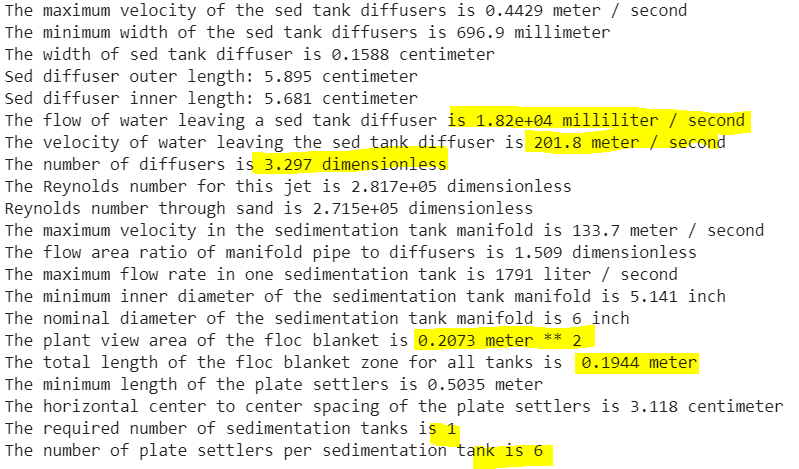 The maximum velocity of the sed tank diffusers is 0.4429 meter / second
The minimum width of the sed tank diffusers is 696.9 millimeter
The width of sed tank diffuser is 0.1588 centimeter
Sed diffuser outer length: 5.895 centimeter
Sed diffuser inner length: 5.681 centimeter
The flow of water leaving a sed tank diffuser is 1.82e+04 milliliter / second
The velocity of water leaving the sed tank diffuser is 201.8 meter / second
The number of diffusers is 3.297 dimensionless
The Reynolds number for this jet is 2.817e+05 dimensionless
Reynolds number through sand is 2.715e+05 dimensionless
The maximum velocity in the sedimentation tank manifold is 133.7 meter / second
The flow area ratio of manifold pipe to diffusers is 1.509 dimensionless
The maximum flow rate in one sedimentation tank is 1791 liter / second
The minimum inner diameter of the sedimentation tank manifold is 5.141 inch
The nominal diameter of the sedimentation tank manifold is 6 inch
The plant view area of the floc blanket is 0.2073 meter ** 2
The total length of the floc blanket zone for all tanks is  0.1944 meter
The minimum length of the plate settlers is 0.5035 meter
The horizontal center to center spacing of the plate settlers is 3.118 centimeter
The required number of sedimentation tanks is 1
The number of plate settlers per sedimentation tank is 6